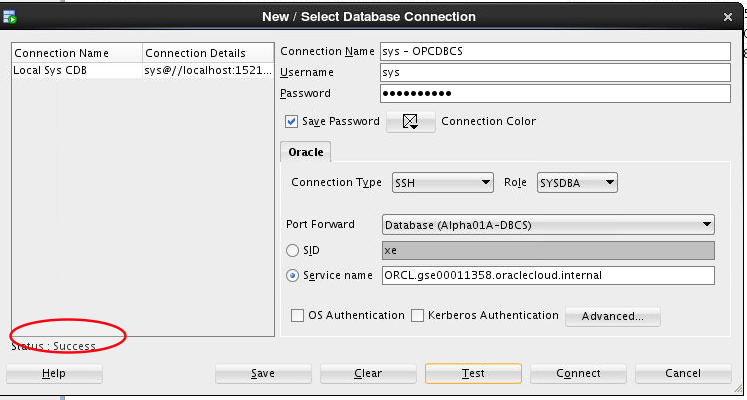 New / Select Database Connection
Connection Name Connection Details
Local Sys CDB sys@//localhost:1521...
Connection Name sys - OPCDBCS
Username sys
Password ●●●●●●●●●●
Save Password Connection Color
Oracle
Connection Type SSH Role SYSDBA
Port Forward Database (Alpha01A-DBCS)
SID xe
Service name ORCL.gse00011358.oraclecloud.internal
OS Authentication Kerberos Authentication Advanced...
Status : Success
Help Save Clear Test Connect Cancel